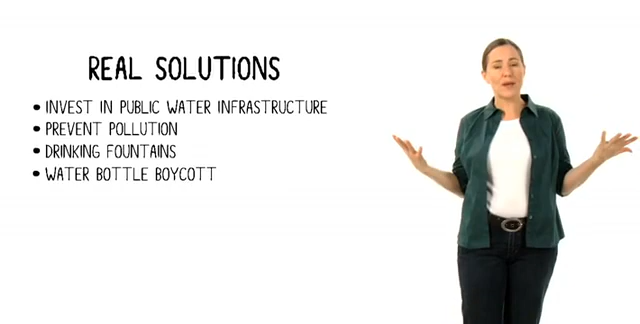 REAL SOLUTIONS
• INVEST IN PUBLIC WATER INFRASTRUCTURE
• PREVENT POLLUTION
• DRINKING FOUNTAINS
• WATER BOTTLE BOYCOTT